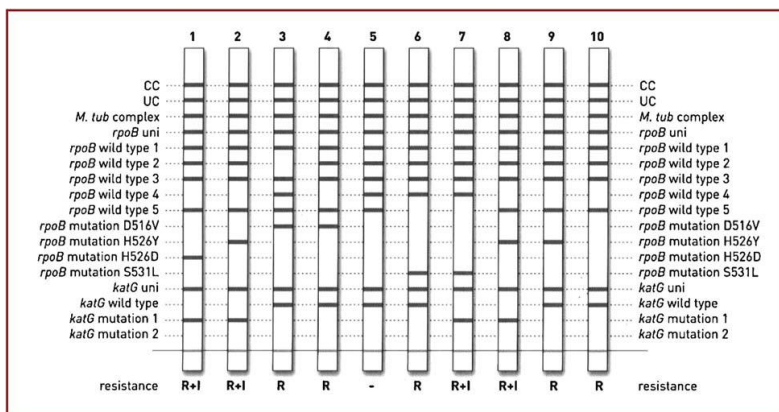 1 2 3 4 5 6 7 8 9 10
CC CC
UC UC
M. tub complex M. tub complex
rpoB uni rpoB uni
rpoB wild type 1 rpoB wild type 1
rpoB wild type 2 rpoB wild type 2
rpoB wild type 3 rpoB wild type 3
rpoB wild type 4 rpoB wild type 4
rpoB wild type 5 rpoB wild type 5
rpoB mutation D516V rpoB mutation D516V
rpoB mutation H526Y rpoB mutation H526Y
rpoB mutation H526D rpoB mutation H526D
rpoB mutation S531L rpoB mutation S531L
katG uni katG uni
katG wild type katG wild type
katG mutation 1 katG mutation 1
katG mutation 2 katG mutation 2
resistance R+I R+I R R - R R+I R+I R R resistance